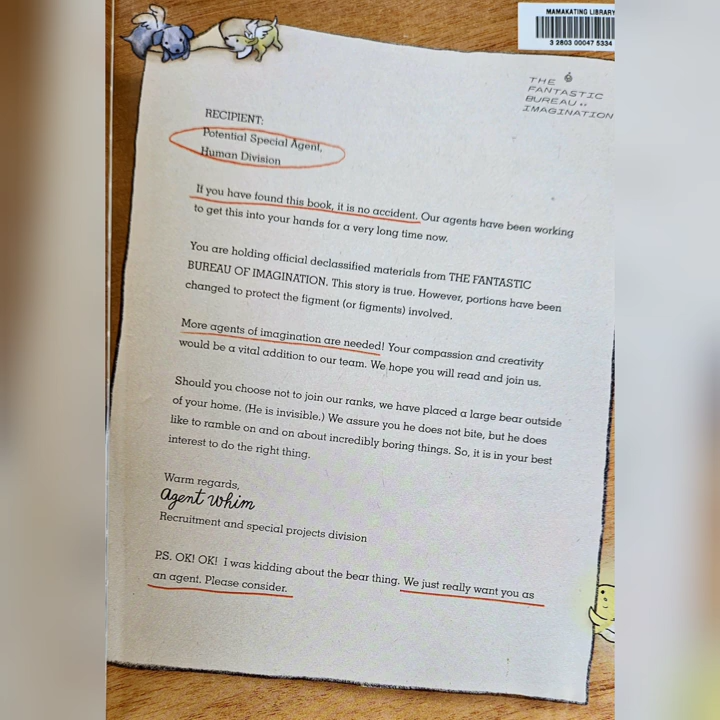 MAMAKATING LIBRARY
3 2803 00047 5334
THE
FANTASTIC
BUREAU OF
IMAGINATION
RECIPIENT:
Potential Special Agent,
Human Division
If you have found this book, it is no accident. Our agents have been working
to get this into your hands for a very long time now.
You are holding official declassified materials from THE FANTASTIC
BUREAU OF IMAGINATION. This story is true. However, portions have been
changed to protect the figment (or figments) involved.
More agents of imagination are needed! Your compassion and creativity
would be a vital addition to our team. We hope you will read and join us.
Should you choose not to join our ranks, we have placed a large bear outside
of your home. (He is invisible.) We assure you he does not bite, but he does
like to ramble on and on about incredibly boring things. So, it is in your best
interest to do the right thing.
Warm regards,
Agent Whim
Recruitment and special projects division
P.S. OK! OK! I was kidding about the bear thing. We just really want you as
an agent. Please consider.